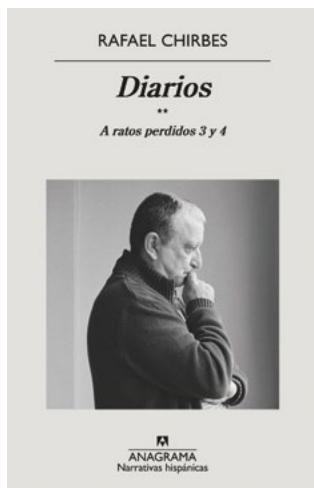 RAFAEL CHIRBES
Diarios
**
A ratos perdidos 3 y 4
ANAGRAMA
Narrativas hispánicas